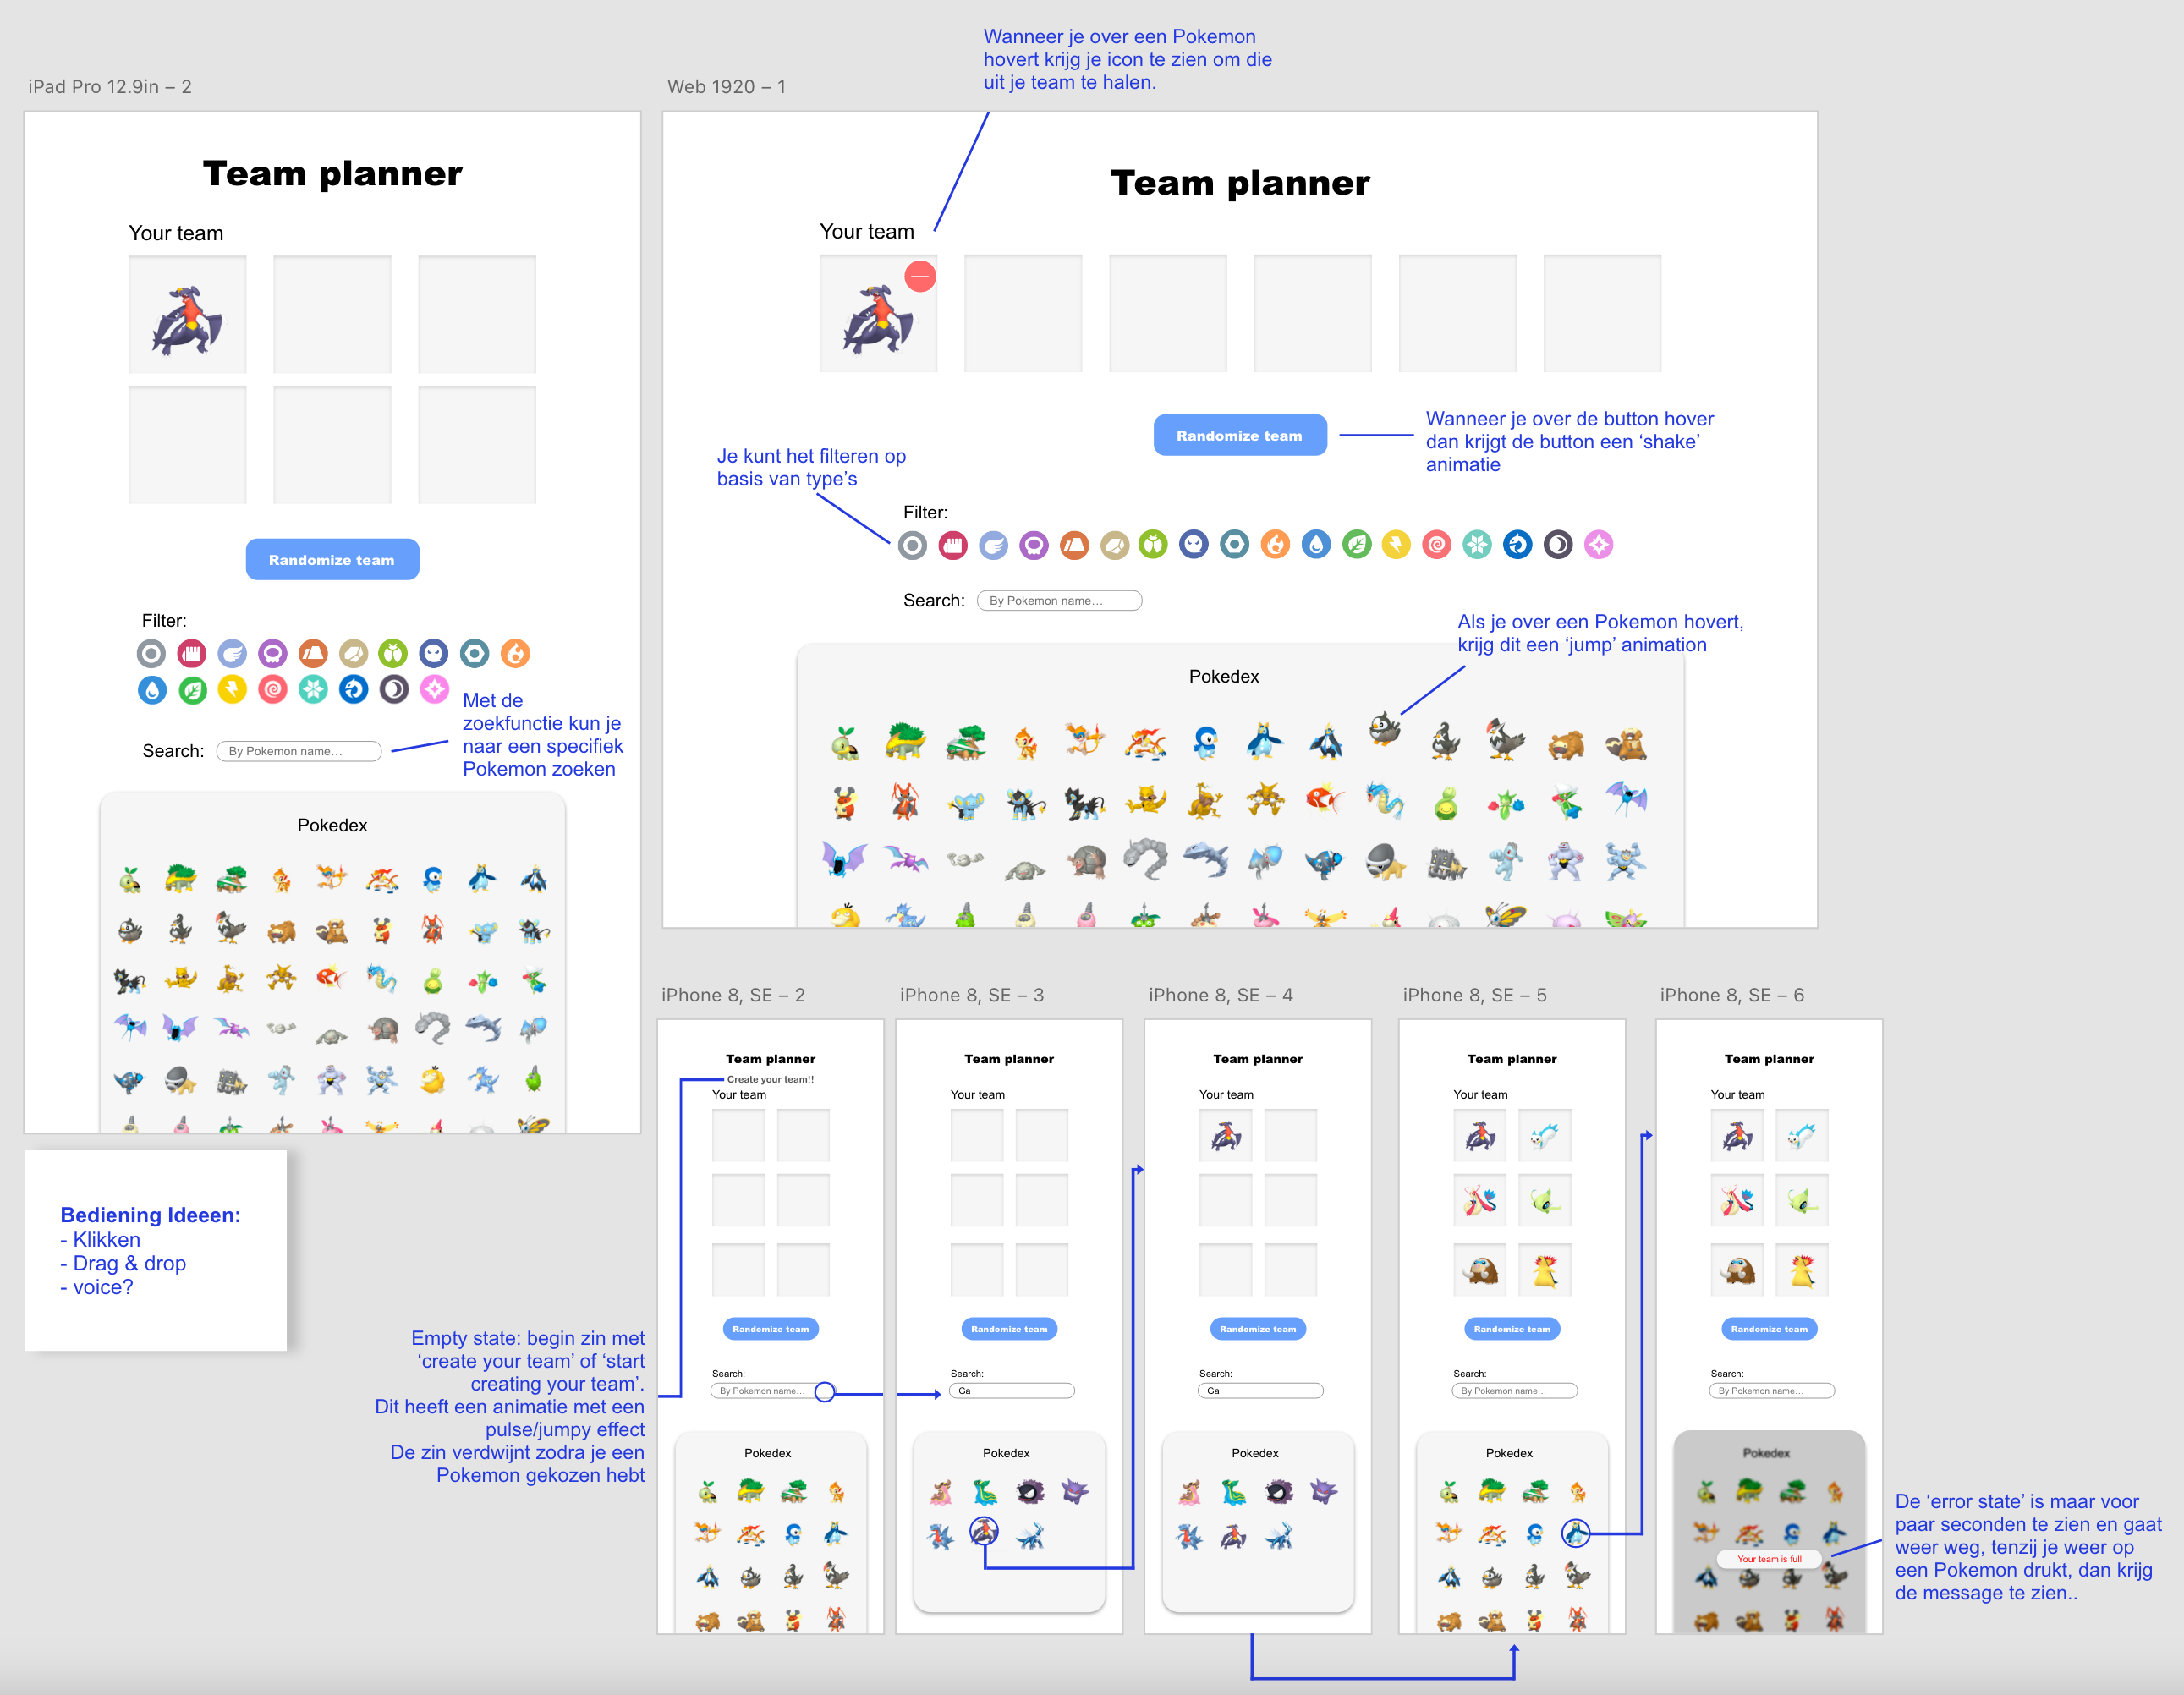 Wanneer je over een Pokemon
hovert krijg je icon te zien om die
uit je team te halen.
iPad Pro 12.9in – 2
Team planner
Your team
Randomize team
Filter:
Met de
zoekfunctie kun je
naar een specifiek
Pokemon zoeken
Search:
By Pokemon name...
Pokedex
Web 1920 – 1
Team planner
Your team
Randomize team
Wanneer je over de button hover
dan krijgt de button een ‘shake’
animatie
Je kunt het filteren op
basis van type’s
Filter:
Search:
By Pokemon name...
Als je over een Pokemon hovert,
krijg dit een ‘jump’ animation
Pokedex
Bediening Ideeen:
- Klikken
- Drag & drop
- voice?
Empty state: begin zin met
‘create your team’ of ‘start
creating your team’.
Dit heeft een animatie met een
pulse/jumpy effect
De zin verdwijnt zodra je een
Pokemon gekozen hebt
iPhone 8, SE – 2
Team planner
Create your team!!
Your team
Randomize team
Search:
By Pokemon name...
Pokedex
iPhone 8, SE – 3
Team planner
Your team
Randomize team
Search:
Ga
Pokedex
iPhone 8, SE – 4
Team planner
Your team
Randomize team
Search:
Ga
Pokedex
iPhone 8, SE – 5
Team planner
Your team
Randomize team
Search:
By Pokemon name...
Pokedex
iPhone 8, SE – 6
Team planner
Your team
Randomize team
Search:
By Pokemon name...
Pokedex
Your team is full
De ‘error state’ is maar voor
paar seconden te zien en gaat
weer weg, tenzij je weer op
een Pokemon drukt, dan krijg
de message te zien..